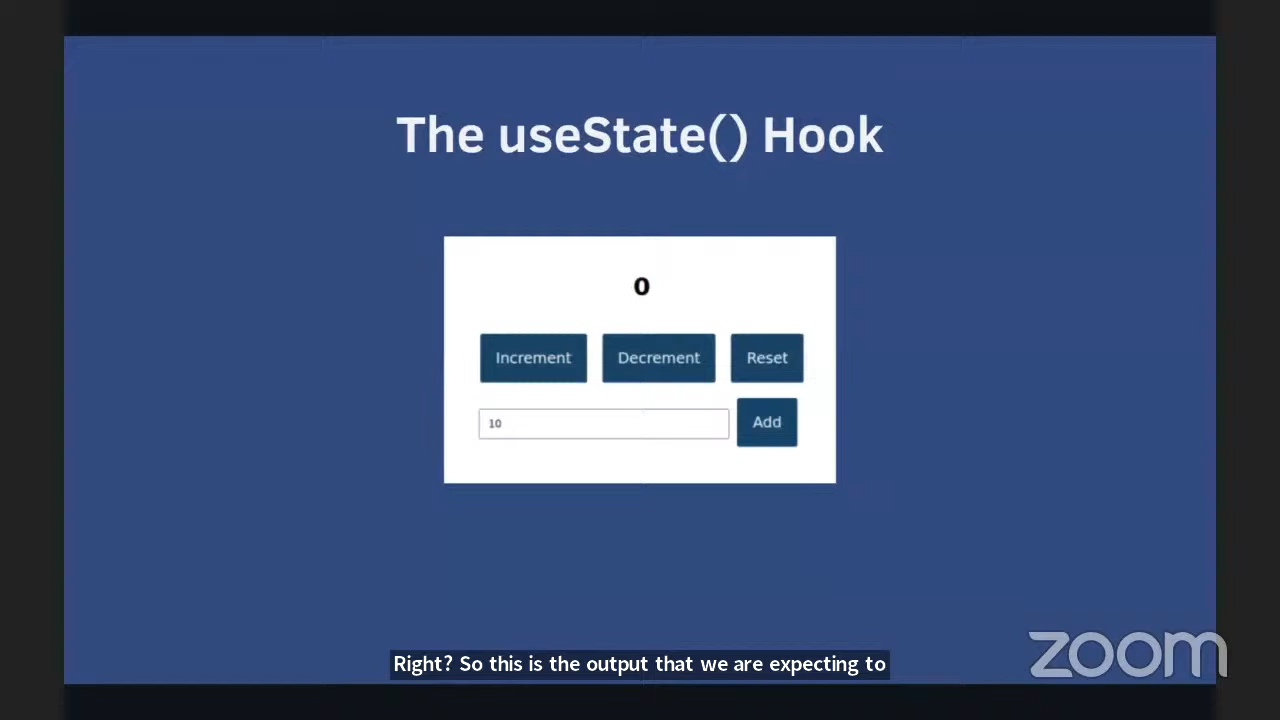 The useState() Hook
0
Increment Decrement Reset
10 Add
Right? So this is the output that we are expecting to
zoom